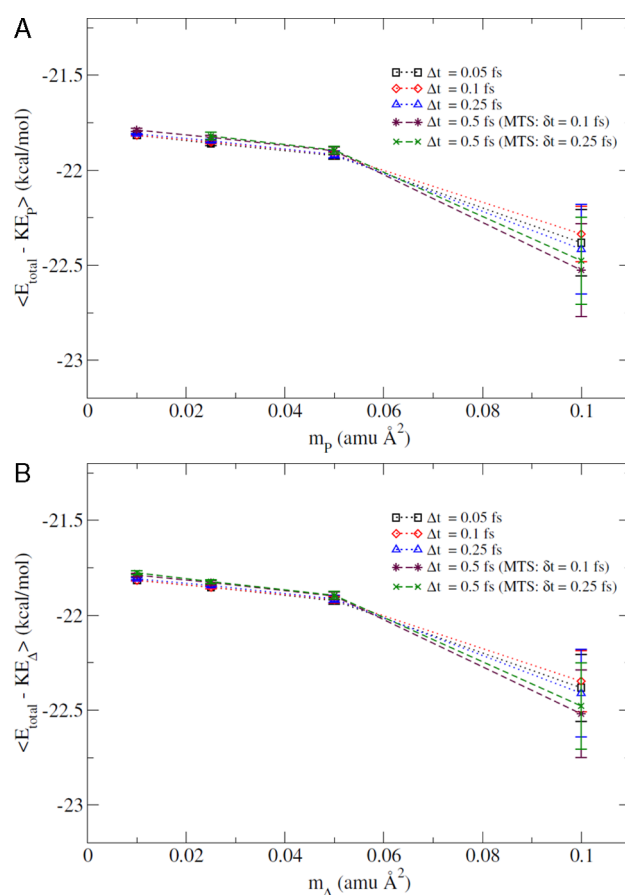 A
<E_total - KE_P> (kcal/mol)
-21.5
-22
-22.5
-23
Δt = 0.05 fs
Δt = 0.1 fs
Δt = 0.25 fs
Δt = 0.5 fs (MTS: δt = 0.1 fs)
Δt = 0.5 fs (MTS: δt = 0.25 fs)
0 0.02 0.04 0.06 0.08 0.1
m_P (amu Å^2)
B
<E_total - KE_Δ> (kcal/mol)
-21.5
-22
-22.5
-23
Δt = 0.05 fs
Δt = 0.1 fs
Δt = 0.25 fs
Δt = 0.5 fs (MTS: δt = 0.1 fs)
Δt = 0.5 fs (MTS: δt = 0.25 fs)
0 0.02 0.04 0.06 0.08 0.1
m_Δ (amu Å^2)